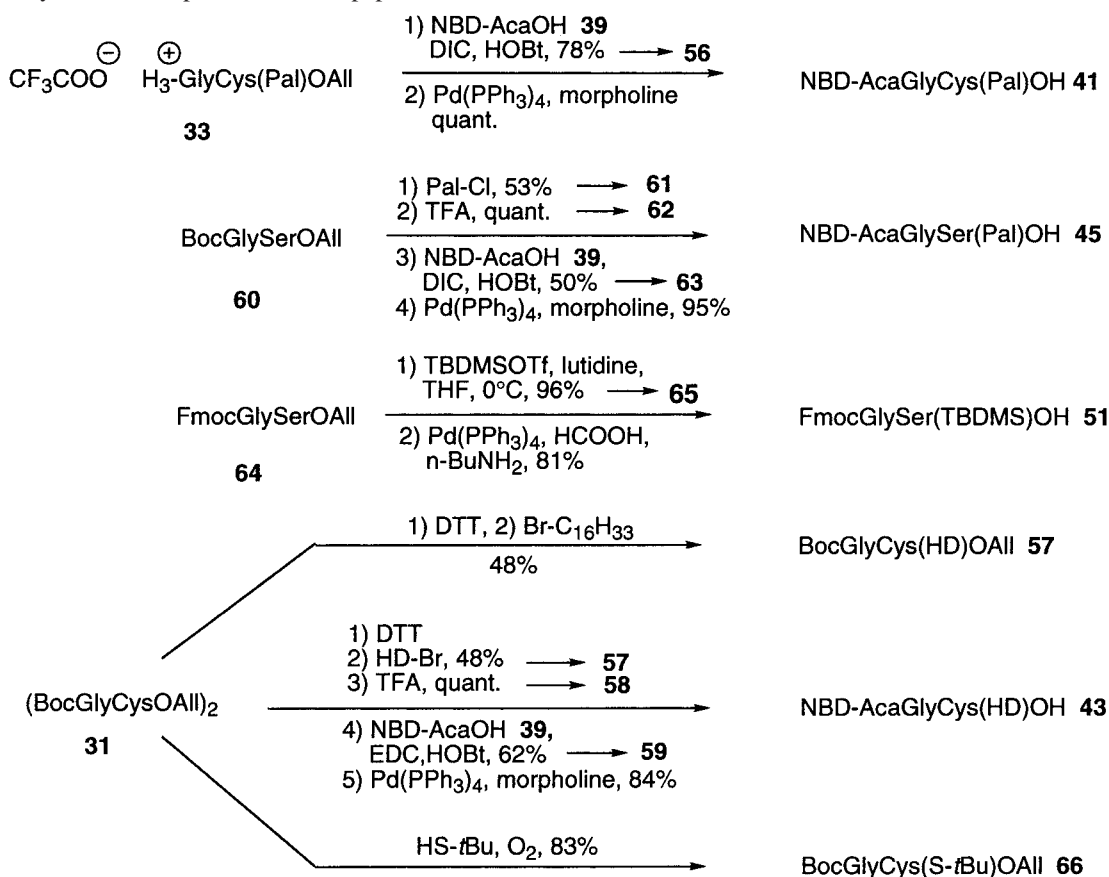 1) NBD-AcaOH 39
DIC, HOBt, 78% → 56
CF3COO⊖ H3⊕-GlyCys(Pal)OAll
33
2) Pd(PPh3)4, morpholine
quant.
NBD-AcaGlyCys(Pal)OH 41
1) Pal-Cl, 53% → 61
2) TFA, quant. → 62
BocGlySerOAll
60
3) NBD-AcaOH 39,
DIC, HOBt, 50% → 63
4) Pd(PPh3)4, morpholine, 95%
NBD-AcaGlySer(Pal)OH 45
1) TBDMSOTf, lutidine,
THF, 0°C, 96% → 65
FmocGlySerOAll
64
2) Pd(PPh3)4, HCOOH,
n-BuNH2, 81%
FmocGlySer(TBDMS)OH 51
1) DTT, 2) Br-C16H33
48%
BocGlyCys(HD)OAll 57
1) DTT
2) HD-Br, 48% → 57
3) TFA, quant. → 58
(BocGlyCysOAll)2
31
4) NBD-AcaOH 39,
EDC,HOBt, 62% → 59
5) Pd(PPh3)4, morpholine, 84%
NBD-AcaGlyCys(HD)OH 43
HS-tBu, O2, 83%
BocGlyCys(S-tBu)OAll 66